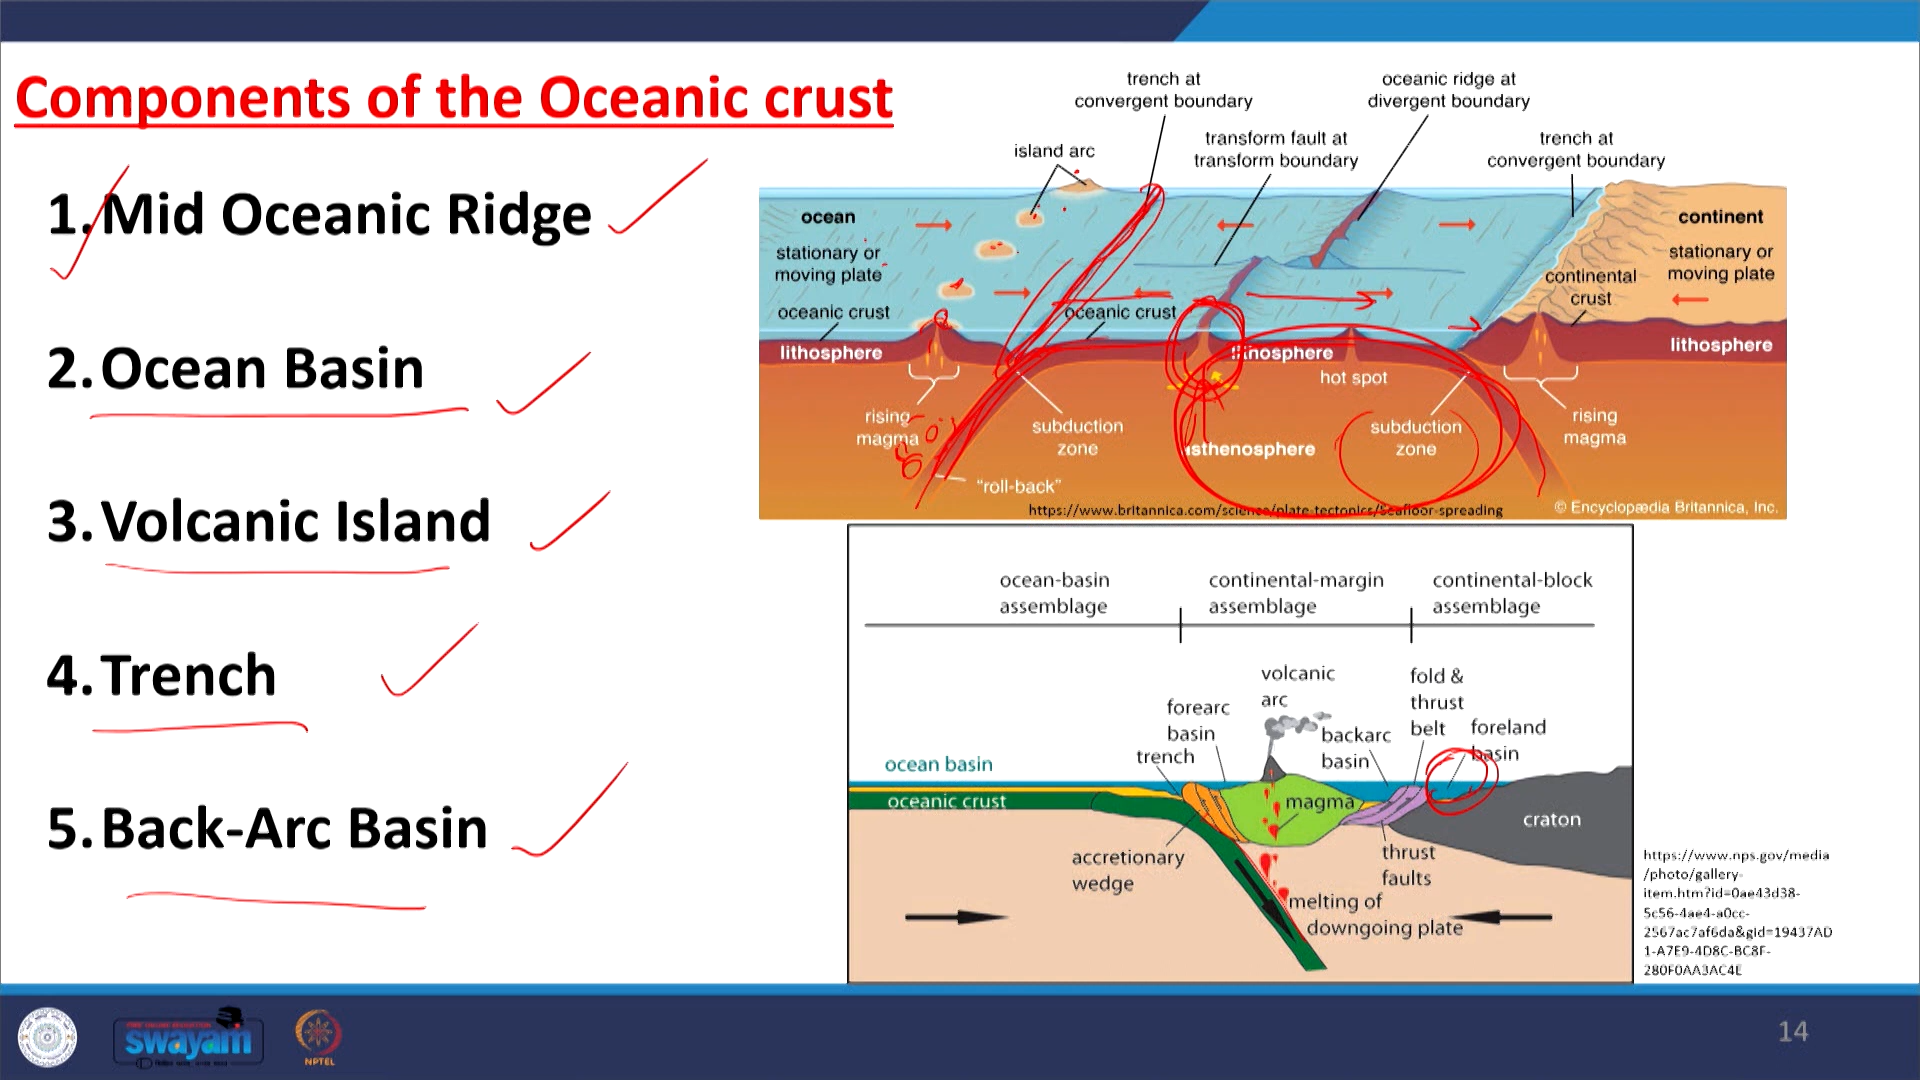 Components of the Oceanic crust
1. Mid Oceanic Ridge
2. Ocean Basin
3. Volcanic Island
4. Trench
5. Back-Arc Basin
trench at
convergent boundary
oceanic ridge at
divergent boundary
island arc
transform fault at
transform boundary
trench at
convergent boundary
ocean
stationary or
moving plate
oceanic crust
lithosphere
oceanic crust
lithosphere
hot spot
continent
stationary or
moving plate
continental
crust
lithosphere
rising
magma
subduction
zone
asthenosphere
subduction
zone
rising
magma
"roll-back"
https://www.britannica.com/science/plate-tectonics/Seafloor-spreading
© Encyclopædia Britannica, Inc.
ocean-basin
assemblage
continental-margin
assemblage
continental-block
assemblage
volcanic
arc
fold &
thrust
belt
forearc
basin
trench
backarc
basin
foreland
basin
ocean basin
oceanic crust
magma
craton
accretionary
wedge
thrust
faults
melting of
downgoing plate
https://www.nps.gov/media
/photo/gallery-
item.htm?id=0ae43d38-
5c56-4ae4-a0cc-
2567ac7af6da&gid=19437AD
1-A7E9-4D8C-BC8F-
280F0AA3AC4E
swayam
NPTEL
14